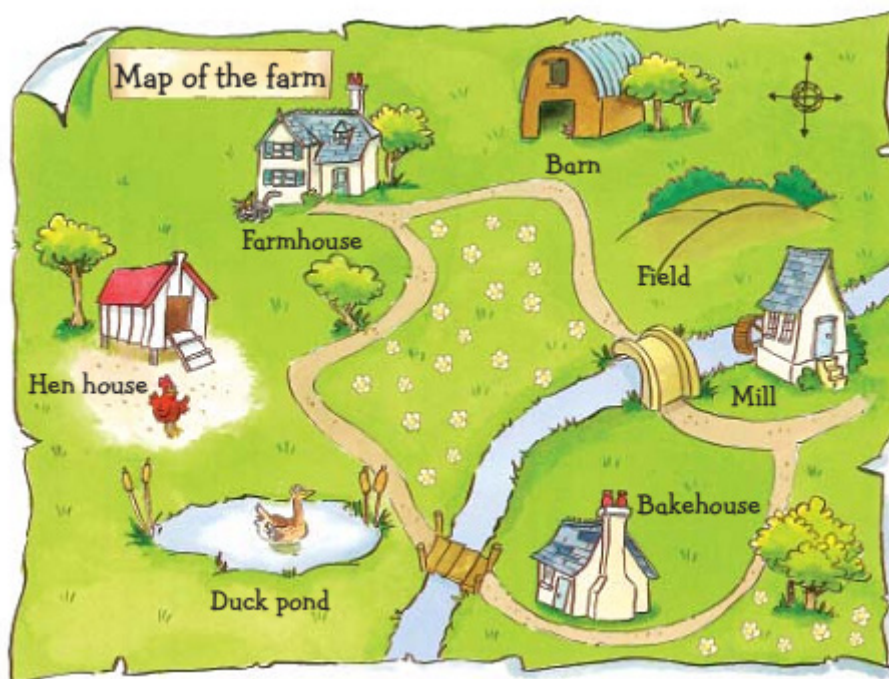 Map of the farm
Barn
Farmhouse
Field
Hen house
Mill
Bakehouse
Duck pond